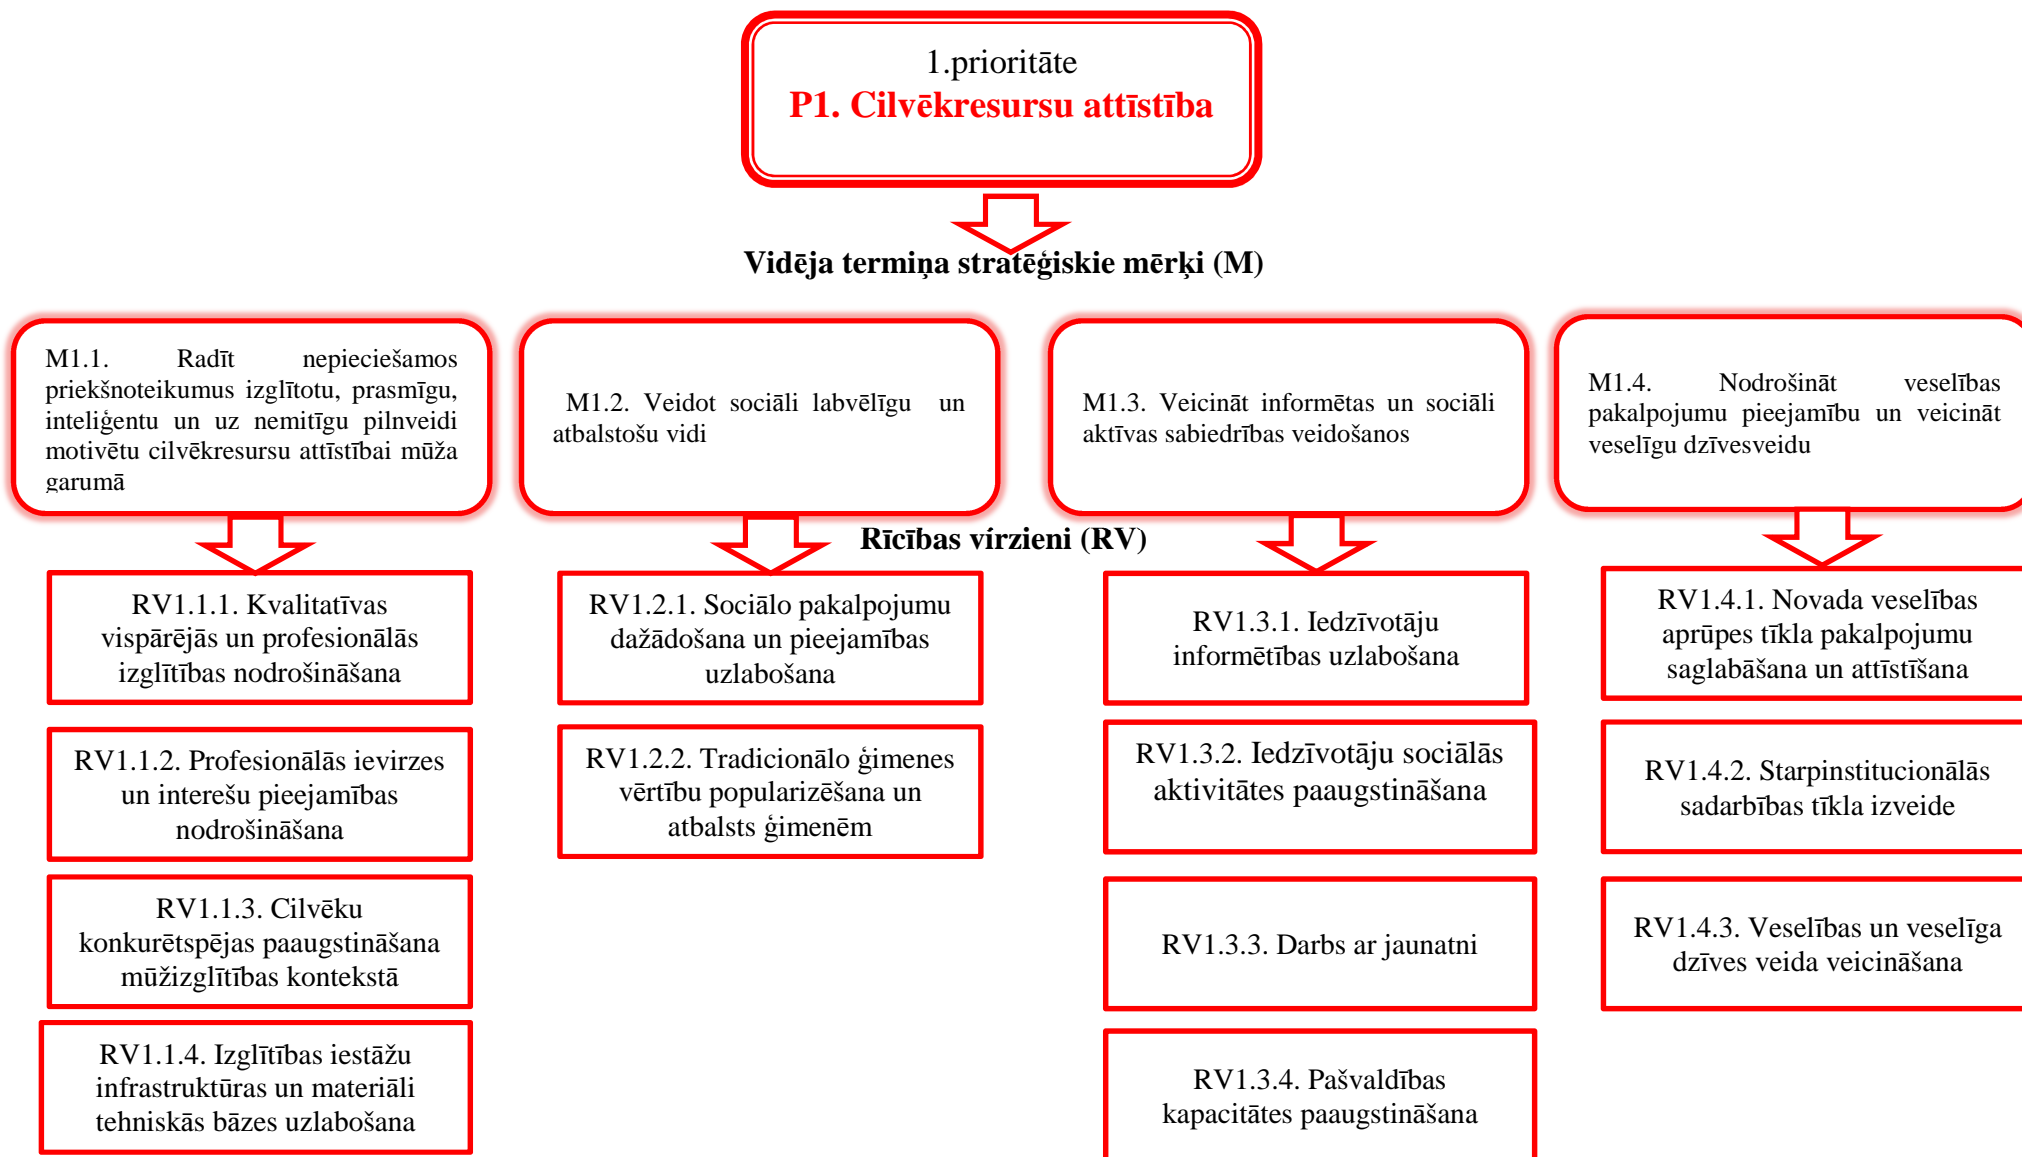 1.prioritāte
P1. Cilvēkresursu attīstība
Vidēja termiņa stratēģiskie mērķi (M)
M1.1. Radīt nepieciešamos
priekšnoteikumus izglītotu, prasmīgu,
inteliģentu un uz nemitīgu pilnveidi
motivētu cilvēkresursu attīstībai mūža
garumā
M1.2. Veidot sociāli labvēlīgu un
atbalstošu vidi
M1.3. Veicināt informētas un sociāli
aktīvas sabiedrības veidošanos
M1.4. Nodrošināt veselības
pakalpojumu pieejamību un veicināt
veselīgu dzīvesveidu
Rīcības virzieni (RV)
RV1.1.1. Kvalitatīvas
vispārējās un profesionālās
izglītības nodrošināšana
RV1.1.2. Profesionālās ievirzes
un interešu pieejamības
nodrošināšana
RV1.1.3. Cilvēku
konkurētspējas paaugstināšana
mūžizglītības kontekstā
RV1.1.4. Izglītības iestāžu
infrastruktūras un materiāli
tehniskās bāzes uzlabošana
RV1.2.1. Sociālo pakalpojumu
dažādošana un pieejamības
uzlabošana
RV1.2.2. Tradicionālo ģimenes
vērtību popularizēšana un
atbalsts ģimenēm
RV1.3.1. Iedzīvotāju
informētības uzlabošana
RV1.3.2. Iedzīvotāju sociālās
aktivitātes paaugstināšana
RV1.3.3. Darbs ar jaunatni
RV1.3.4. Pašvaldības
kapacitātes paaugstināšana
RV1.4.1. Novada veselības
aprūpes tīkla pakalpojumu
saglabāšana un attīstīšana
RV1.4.2. Starpinstitucionālās
sadarbības tīkla izveide
RV1.4.3. Veselības un veselīga
dzīves veida veicināšana